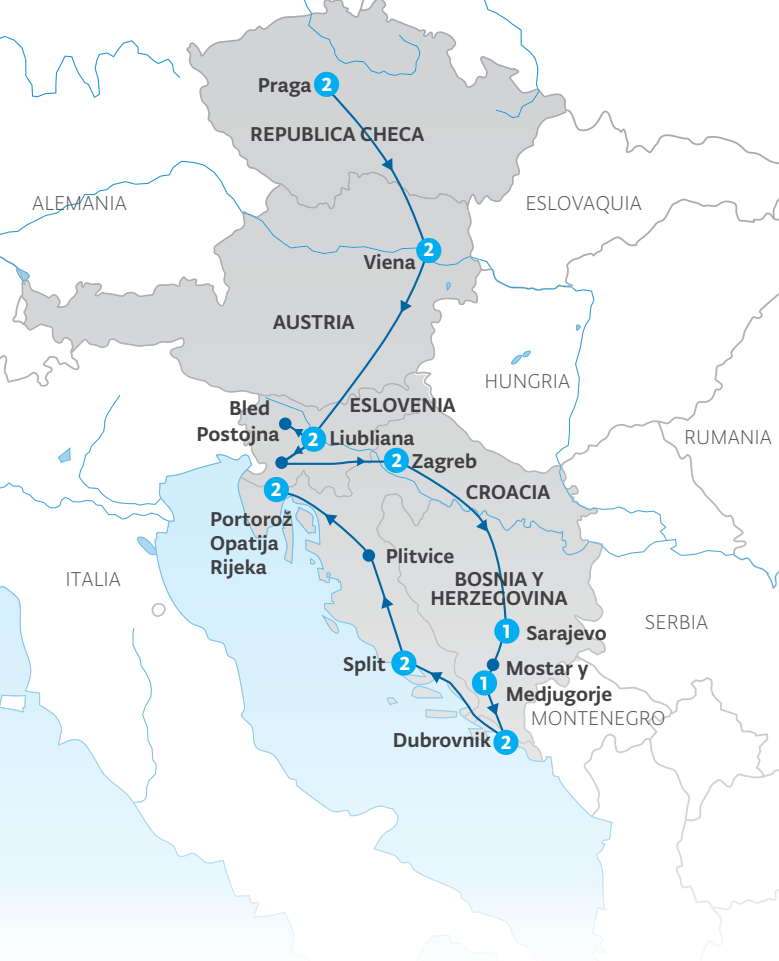 Praga 2
REPUBLICA CHECA
ALEMANIA
ESLOVAQUIA
2
Viena
AUSTRIA
HUNGRIA
Bled
ESLOVENIA
Postojna
2 Liubliana
RUMANIA
2 Zagreb
CROACIA
2
Portorož
Opatija
Rijeka
Plitvice
ITALIA
BOSNIA Y
HERZEGOVINA
SERBIA
1 Sarajevo
Split 2
Mostar y
1
Medjugorje
MONTENEGRO
Dubrovnik 2